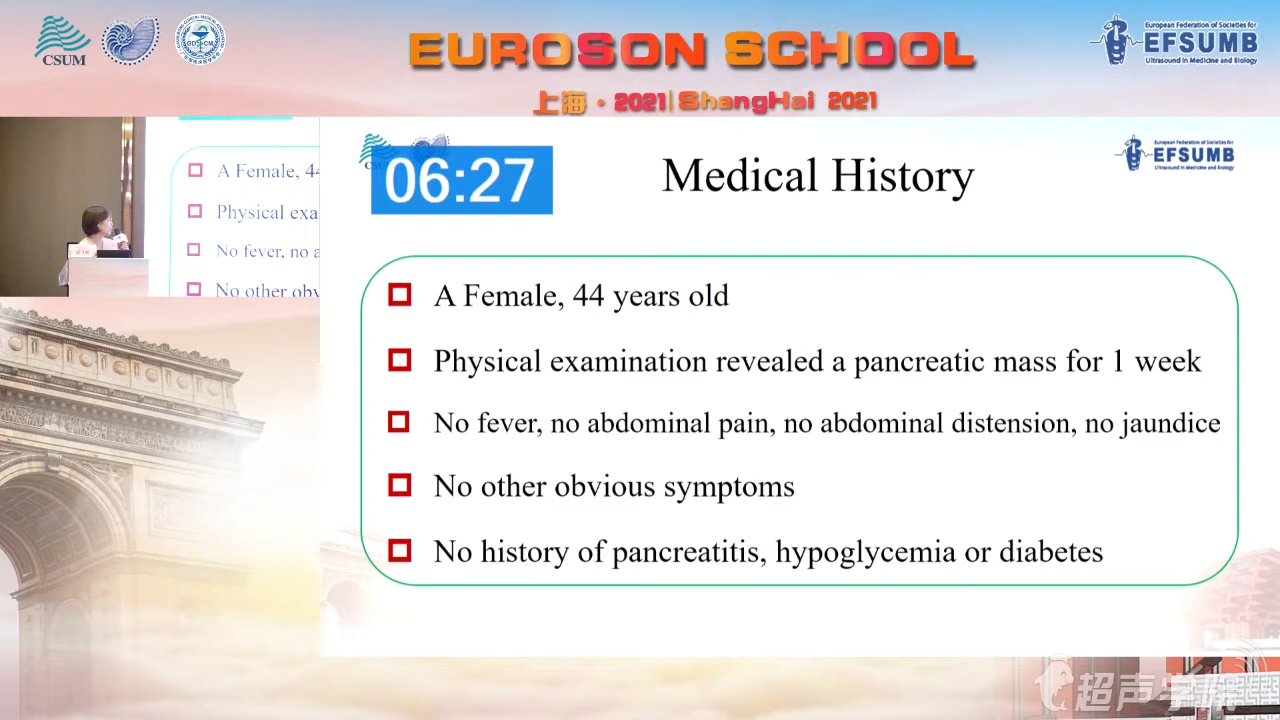 CSUM
EUROSON SCHOOL
上海·2021|ShangHai 2021
European Federation of Societies for
EFSUMB
Ultrasound in Medicine and Biology
A Female, 44
Physical exa
No fever, no a
No other obv
06:27
Medical History
European Federation of Societies for
EFSUMB
Ultrasound in Medicine and Biology
A Female, 44 years old
Physical examination revealed a pancreatic mass for 1 week
No fever, no abdominal pain, no abdominal distension, no jaundice
No other obvious symptoms
No history of pancreatitis, hypoglycemia or diabetes